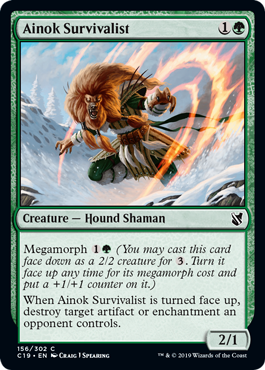 Ainok Survivalist 1
Creature — Hound Shaman
Megamorph 1 (You may cast this card
face down as a 2/2 creature for 3. Turn it
face up any time for its megamorph cost and
put a +1/+1 counter on it.)
When Ainok Survivalist is turned face up,
destroy target artifact or enchantment an
opponent controls.
2/1
156/302 C
C19 • EN CRAIG J SPEARING
™ & © 2019 Wizards of the Coast